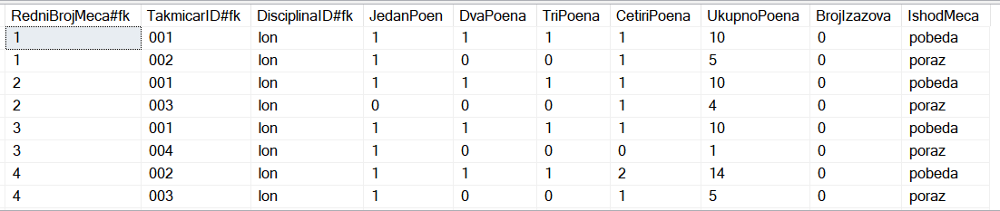 RedniBrojMeca#fk TakmicarID#fk DisciplinaID#fk JedanPoen DvaPoena TriPoena CetiriPoena UkupnoPoena BrojIzazova IshodMeca
1 001 lon 1 1 1 1 10 0 pobeda
1 002 lon 1 0 0 1 5 0 poraz
2 001 lon 1 1 1 1 10 0 pobeda
2 003 lon 0 0 0 1 4 0 poraz
3 001 lon 1 1 1 1 10 0 pobeda
3 004 lon 1 0 0 0 1 0 poraz
4 002 lon 1 1 1 2 14 0 pobeda
4 003 lon 1 0 0 1 5 0 poraz